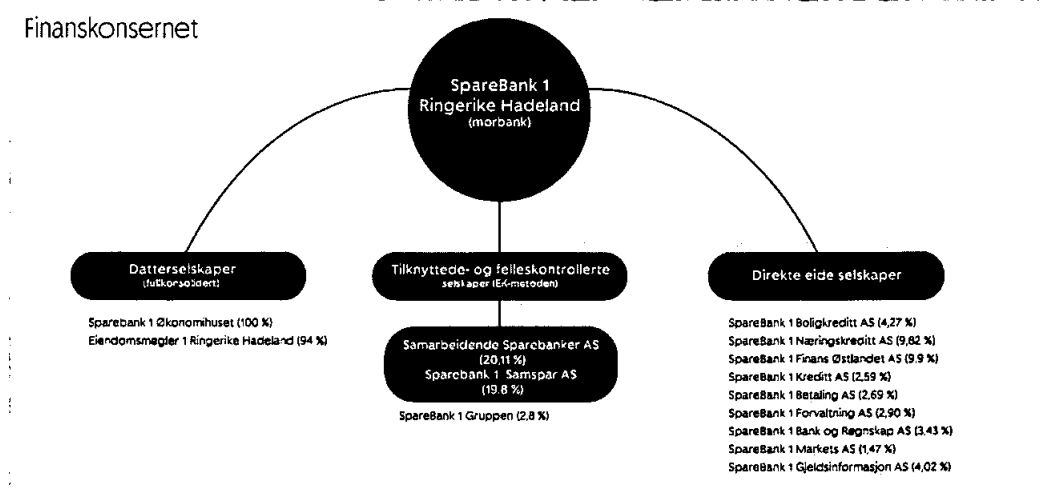 Finanskonsernet
SpareBank 1
Ringerike Hadeland
(morbank)
Datterselskaper
(fullkonsolidert)
Sparebank 1 Økonomihuset (100 %)
Eiendomsmegler 1 Ringerike Hadeland (94 %)
Tilknyttede- og felleskontrollerte
selskaper (EK-metoden)
Samarbeidende Sparebanker AS
(20,11 %)
Sparebank 1 Samspar AS
(19.8 %)
SpareBank 1 Gruppen (2,8 %)
Direkte eide selskaper
SpareBank 1 Boligkreditt AS (4,27 %)
SpareBank 1 Næringskreditt AS (9,82 %)
SpareBank 1 Finans Østlandet AS (9.9 %)
SpareBank 1 Kreditt AS (2,59 %)
SpareBank 1 Betaling AS (2,69 %)
SpareBank 1 Forvaltning AS (2,90 %)
SpareBank 1 Bank og Regnskap AS (3,43 %)
SpareBank 1 Markets AS (1,47 %)
SpareBank 1 Gjeldsinformasjon AS (4,02 %)